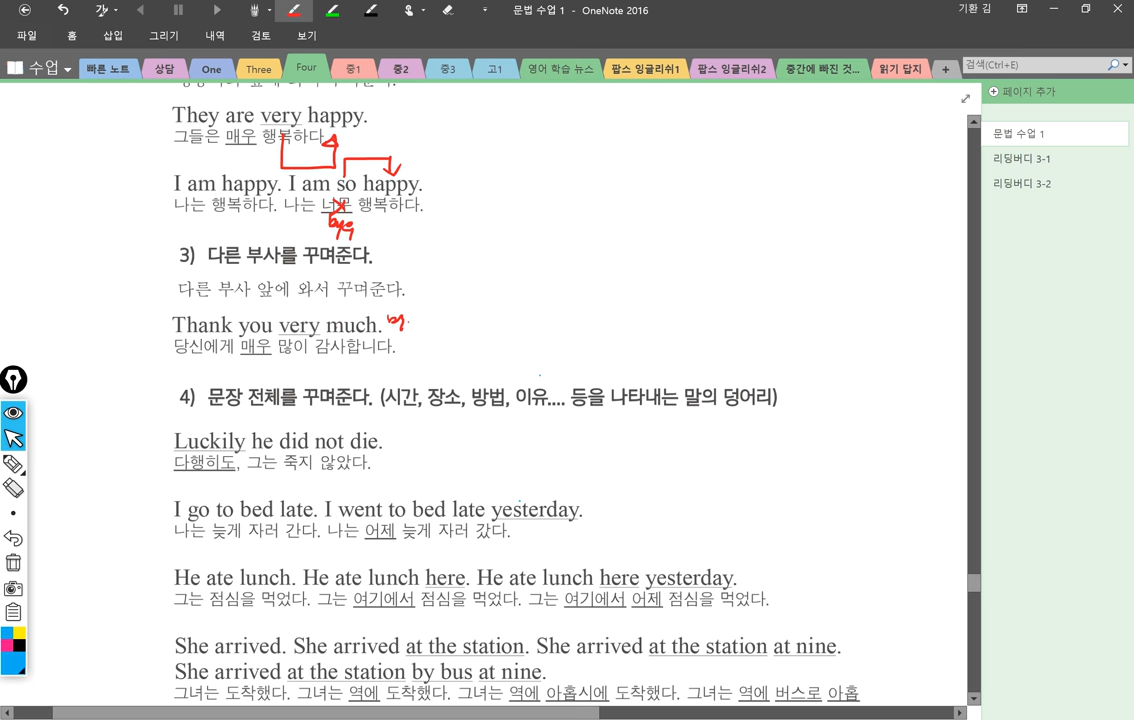 문법 수업 1 - OneNote 2016
기환 김
파일 홈 삽입 그리기 내역 검토 보기
수업 빠른 노트 상담 One Three Four 중1 중2 중3 고1 영어 학습 뉴스 팝스 잉글리쉬1 팝스 잉글리쉬2 중간에 빠진 것... 읽기 답지 +
검색(Ctrl+E)
페이지 추가
문법 수업 1
리딩버디 3-1
리딩버디 3-2
They are very happy.
그들은 매우 행복하다
I am happy. I am so happy.
나는 행복하다. 나는 너무 행복하다.
3) 다른 부사를 꾸며준다.
다른 부사 앞에 와서 꾸며준다.
Thank you very much.
당신에게 매우 많이 감사합니다.
4) 문장 전체를 꾸며준다. (시간, 장소, 방법, 이유.... 등을 나타내는 말의 덩어리)
Luckily he did not die.
다행히도, 그는 죽지 않았다.
I go to bed late. I went to bed late yesterday.
나는 늦게 자러 간다. 나는 어제 늦게 자러 갔다.
He ate lunch. He ate lunch here. He ate lunch here yesterday.
그는 점심을 먹었다. 그는 여기에서 점심을 먹었다. 그는 여기에서 어제 점심을 먹었다.
She arrived. She arrived at the station. She arrived at the station at nine.
She arrived at the station by bus at nine.
그녀는 도착했다. 그녀는 역에 도착했다. 그녀는 역에 아홉시에 도착했다. 그녀는 역에 버스로 아홉